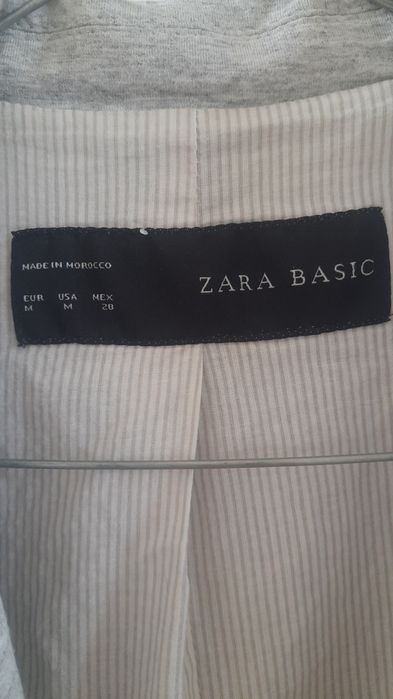 MADE IN MOROCCO
ZARA BASIC
EUR USA MEX
M M 28